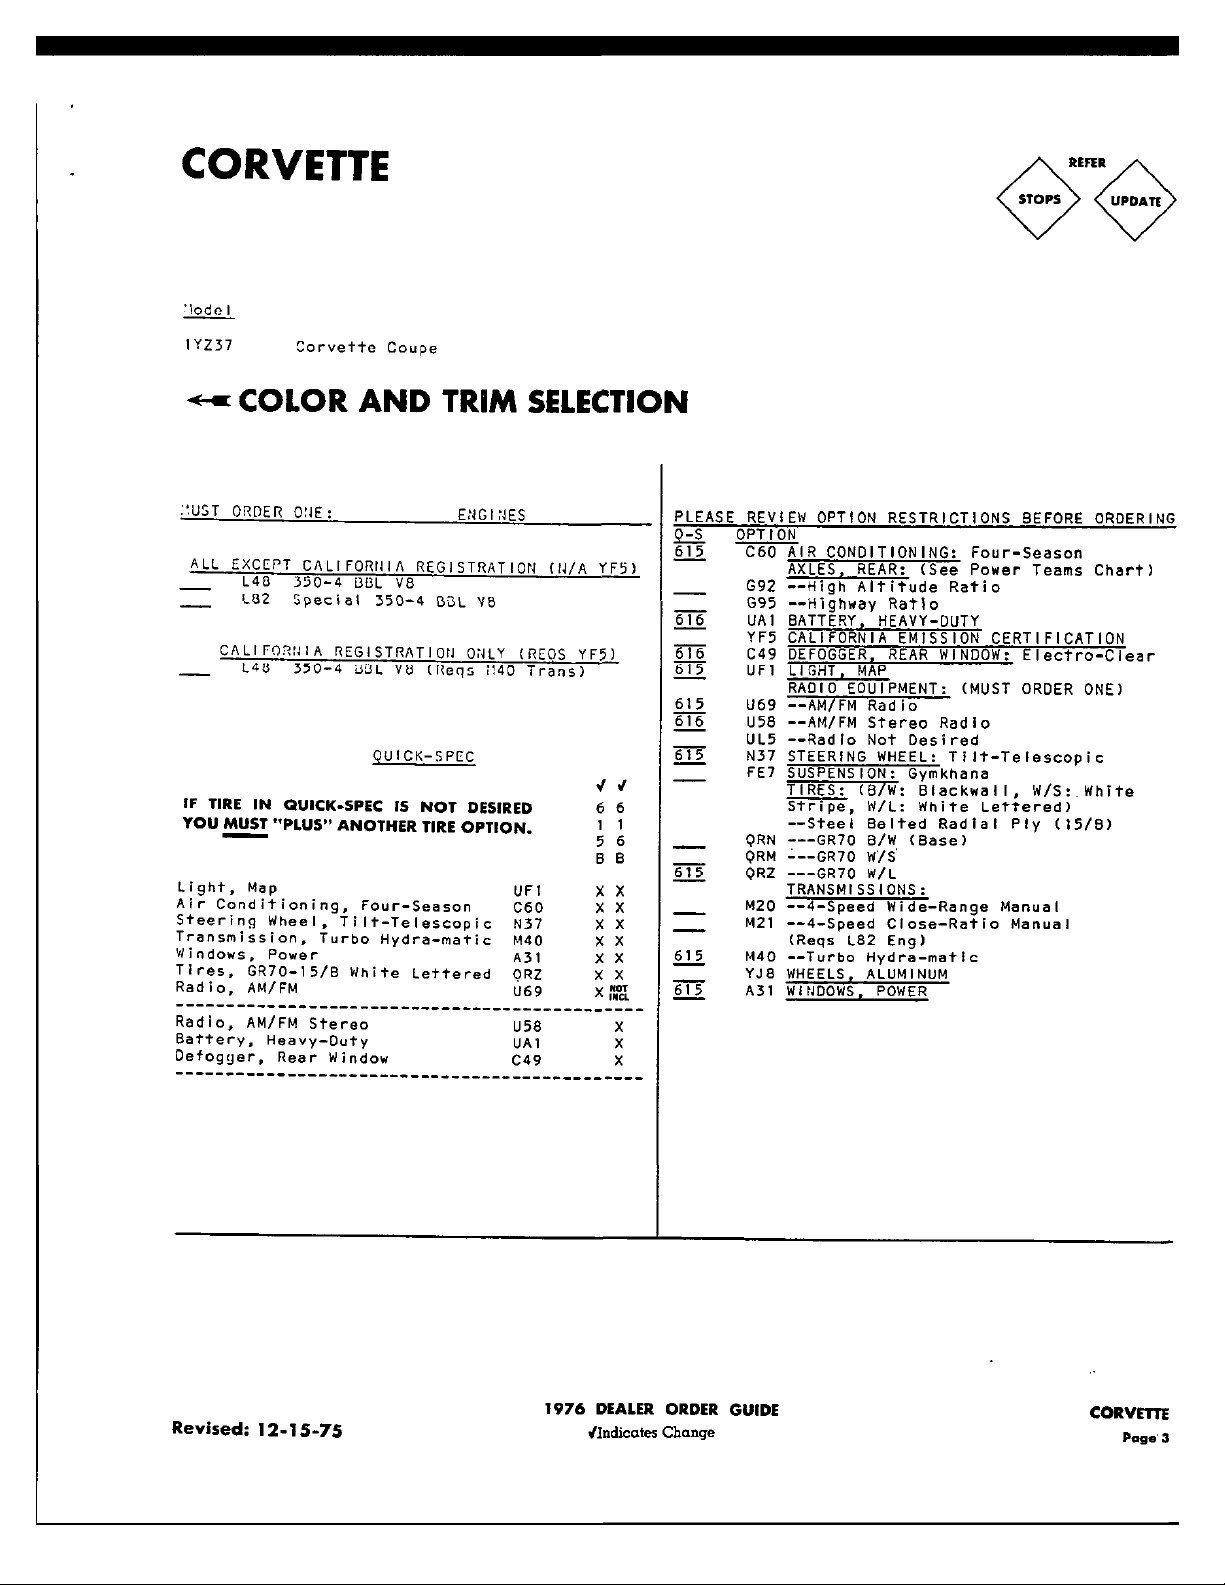 CORVETTE
REFER
STOPS
UPDATE
Model
1YZ37 Corvette Coupe
COLOR AND TRIM SELECTION
MUST ORDER ONE: ENGINES
ALL EXCEPT CALIFORNIA REGISTRATION (N/A YF5)
L48 350-4 BBL V8
L82 Special 350-4 BBL V8
CALIFORNIA REGISTRATION ONLY (REQS YF5)
L48 350-4 BBL V8 (Reqs M40 Trans)
QUICK-SPEC
√ √
IF TIRE IN QUICK-SPEC IS NOT DESIRED 6 6
YOU MUST "PLUS" ANOTHER TIRE OPTION. 1 1
5 6
B B
Light, Map UF1 X X
Air Conditioning, Four-Season C60 X X
Steering Wheel, Tilt-Telescopic N37 X X
Transmission, Turbo Hydra-matic M40 X X
Windows, Power A31 X X
Tires, GR70-15/B White Lettered QRZ X X
Radio, AM/FM U69 X NOT INCL
Radio, AM/FM Stereo U58 X
Battery, Heavy-Duty UA1 X
Defogger, Rear Window C49 X
PLEASE REVIEW OPTION RESTRICTIONS BEFORE ORDERING
Q-S OPTION
615 C60 AIR CONDITIONING: Four-Season
AXLES, REAR: (See Power Teams Chart)
G92 --High Altitude Ratio
G95 --Highway Ratio
616 UA1 BATTERY, HEAVY-DUTY
YF5 CALIFORNIA EMISSION CERTIFICATION
616 C49 DEFOGGER, REAR WINDOW: Electro-Clear
615 UF1 LIGHT, MAP
RADIO EQUIPMENT: (MUST ORDER ONE)
615 U69 --AM/FM Radio
616 U58 --AM/FM Stereo Radio
UL5 --Radio Not Desired
615 N37 STEERING WHEEL: Tilt-Telescopic
FE7 SUSPENSION: Gymkhana
TIRES: (B/W: Blackwall, W/S: White
Stripe, W/L: White Lettered)
--Steel Belted Radial Ply (15/B)
QRN ---GR70 B/W (Base)
QRM ---GR70 W/S
615 QRZ ---GR70 W/L
TRANSMISSIONS:
M20 --4-Speed Wide-Range Manual
M21 --4-Speed Close-Ratio Manual
(Reqs L82 Eng)
615 M40 --Turbo Hydra-matic
YJ8 WHEELS, ALUMINUM
615 A31 WINDOWS, POWER
1976 DEALER ORDER GUIDE
√Indicates Change
Revised: 12-15-75
CORVETTE
Page 3